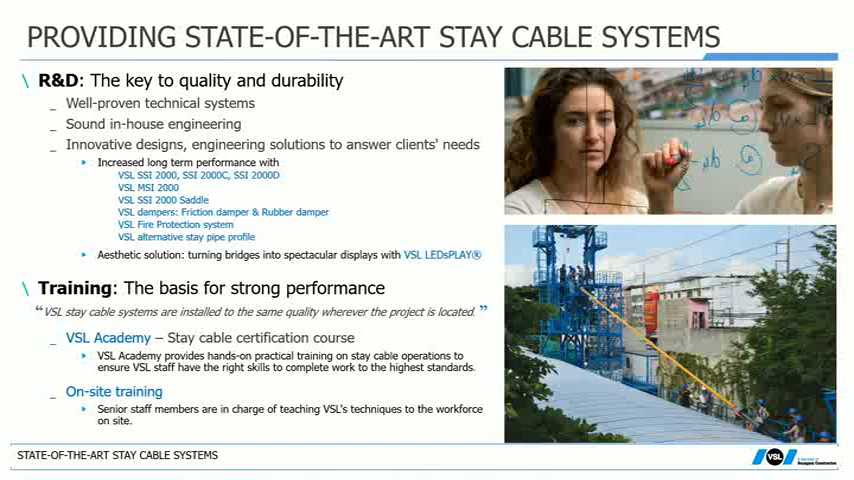 PROVIDING STATE-OF-THE-ART STAY CABLE SYSTEMS
\ R&D: The key to quality and durability
_ Well-proven technical systems
_ Sound in-house engineering
_ Innovative designs, engineering solutions to answer clients' needs
Increased long term performance with
VSL SSI 2000, SSI 2000C, SSI 2000D
VSL MSI 2000
VSL SSI 2000 Saddle
VSL dampers: Friction damper & Rubber damper
VSL Fire Protection system
VSL alternative stay pipe profile
Aesthetic solution: turning bridges into spectacular displays with VSL LEDsPLAY®
\ Training: The basis for strong performance
“VSL stay cable systems are installed to the same quality wherever the project is located.”
_ VSL Academy – Stay cable certification course
VSL Academy provides hands-on practical training on stay cable operations to
ensure VSL staff have the right skills to complete work to the highest standards.
_ On-site training
Senior staff members are in charge of teaching VSL's techniques to the workforce
on site.
STATE-OF-THE-ART STAY CABLE SYSTEMS
VSL